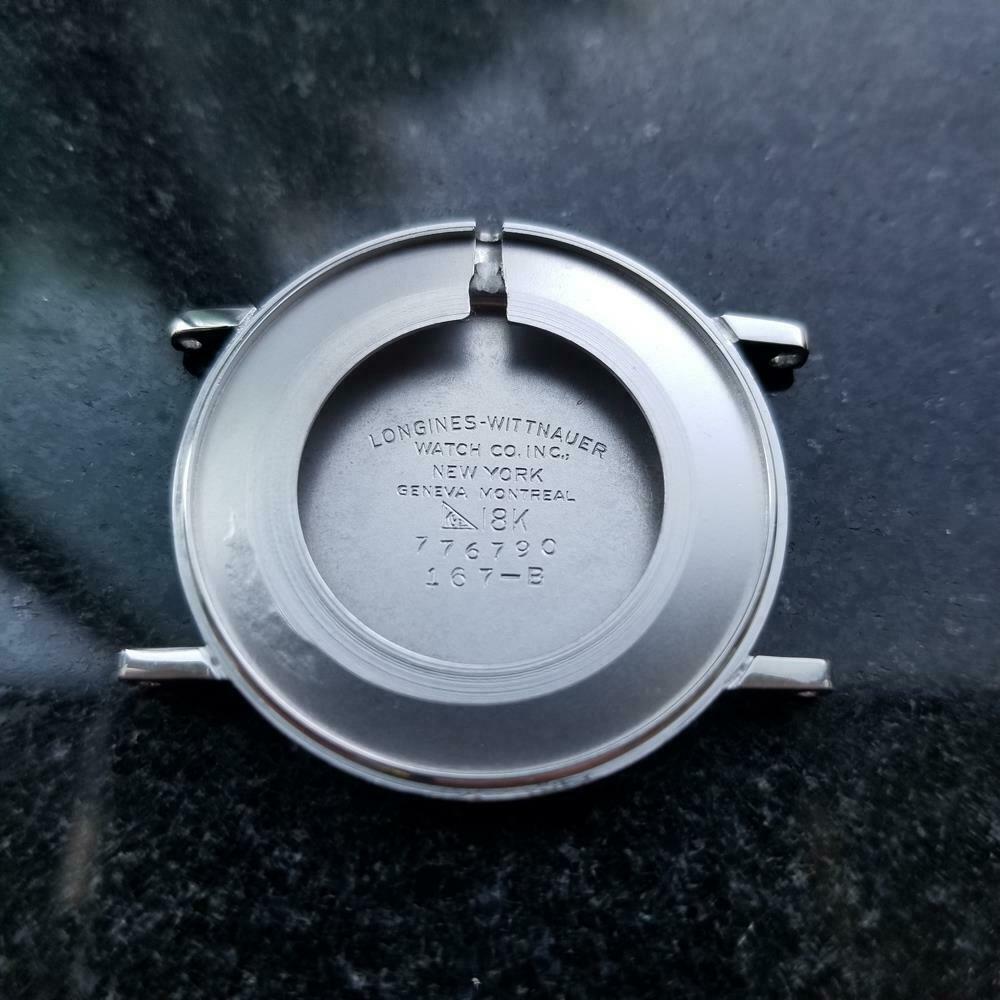 LONGINES-WITTNAUER
WATCH CO. INC.,
NEW YORK
GENEVA MONTREAL
18K
776790
167-B